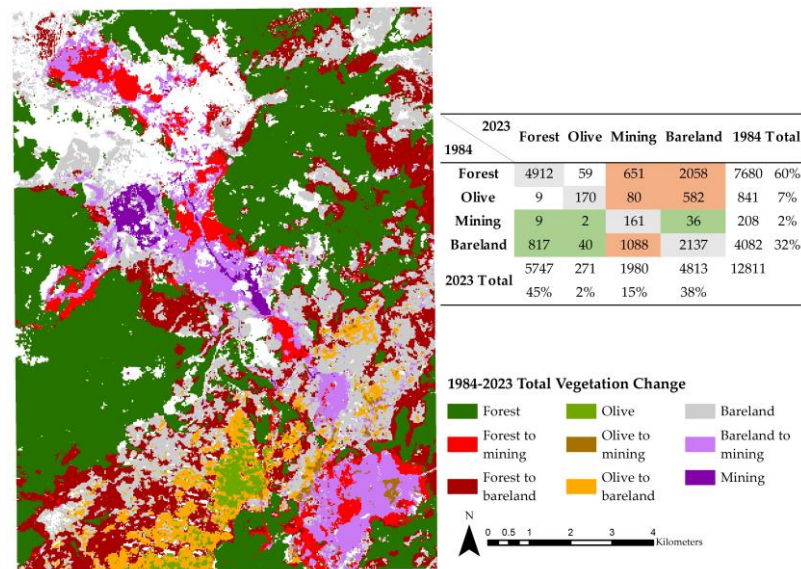 2023
1984
Forest Olive Mining Bareland 1984 Total
Forest 4912 59 651 2058 7680 60%
Olive 9 170 80 582 841 7%
Mining 9 2 161 36 208 2%
Bareland 817 40 1088 2137 4082 32%
2023 Total 5747 271 1980 4813 12811
45% 2% 15% 38%
1984-2023 Total Vegetation Change
Forest Olive Bareland
Forest to mining
Olive to mining
Bareland to mining
Forest to bareland
Olive to bareland
Mining
N
0 0.5 1 2 3 4
Kilometers